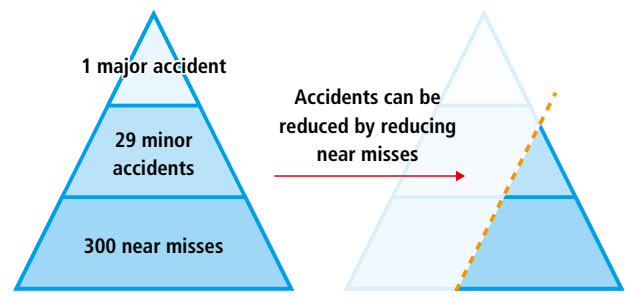 1 major accident
29 minor
accidents
300 near misses
Accidents can be
reduced by reducing
near misses